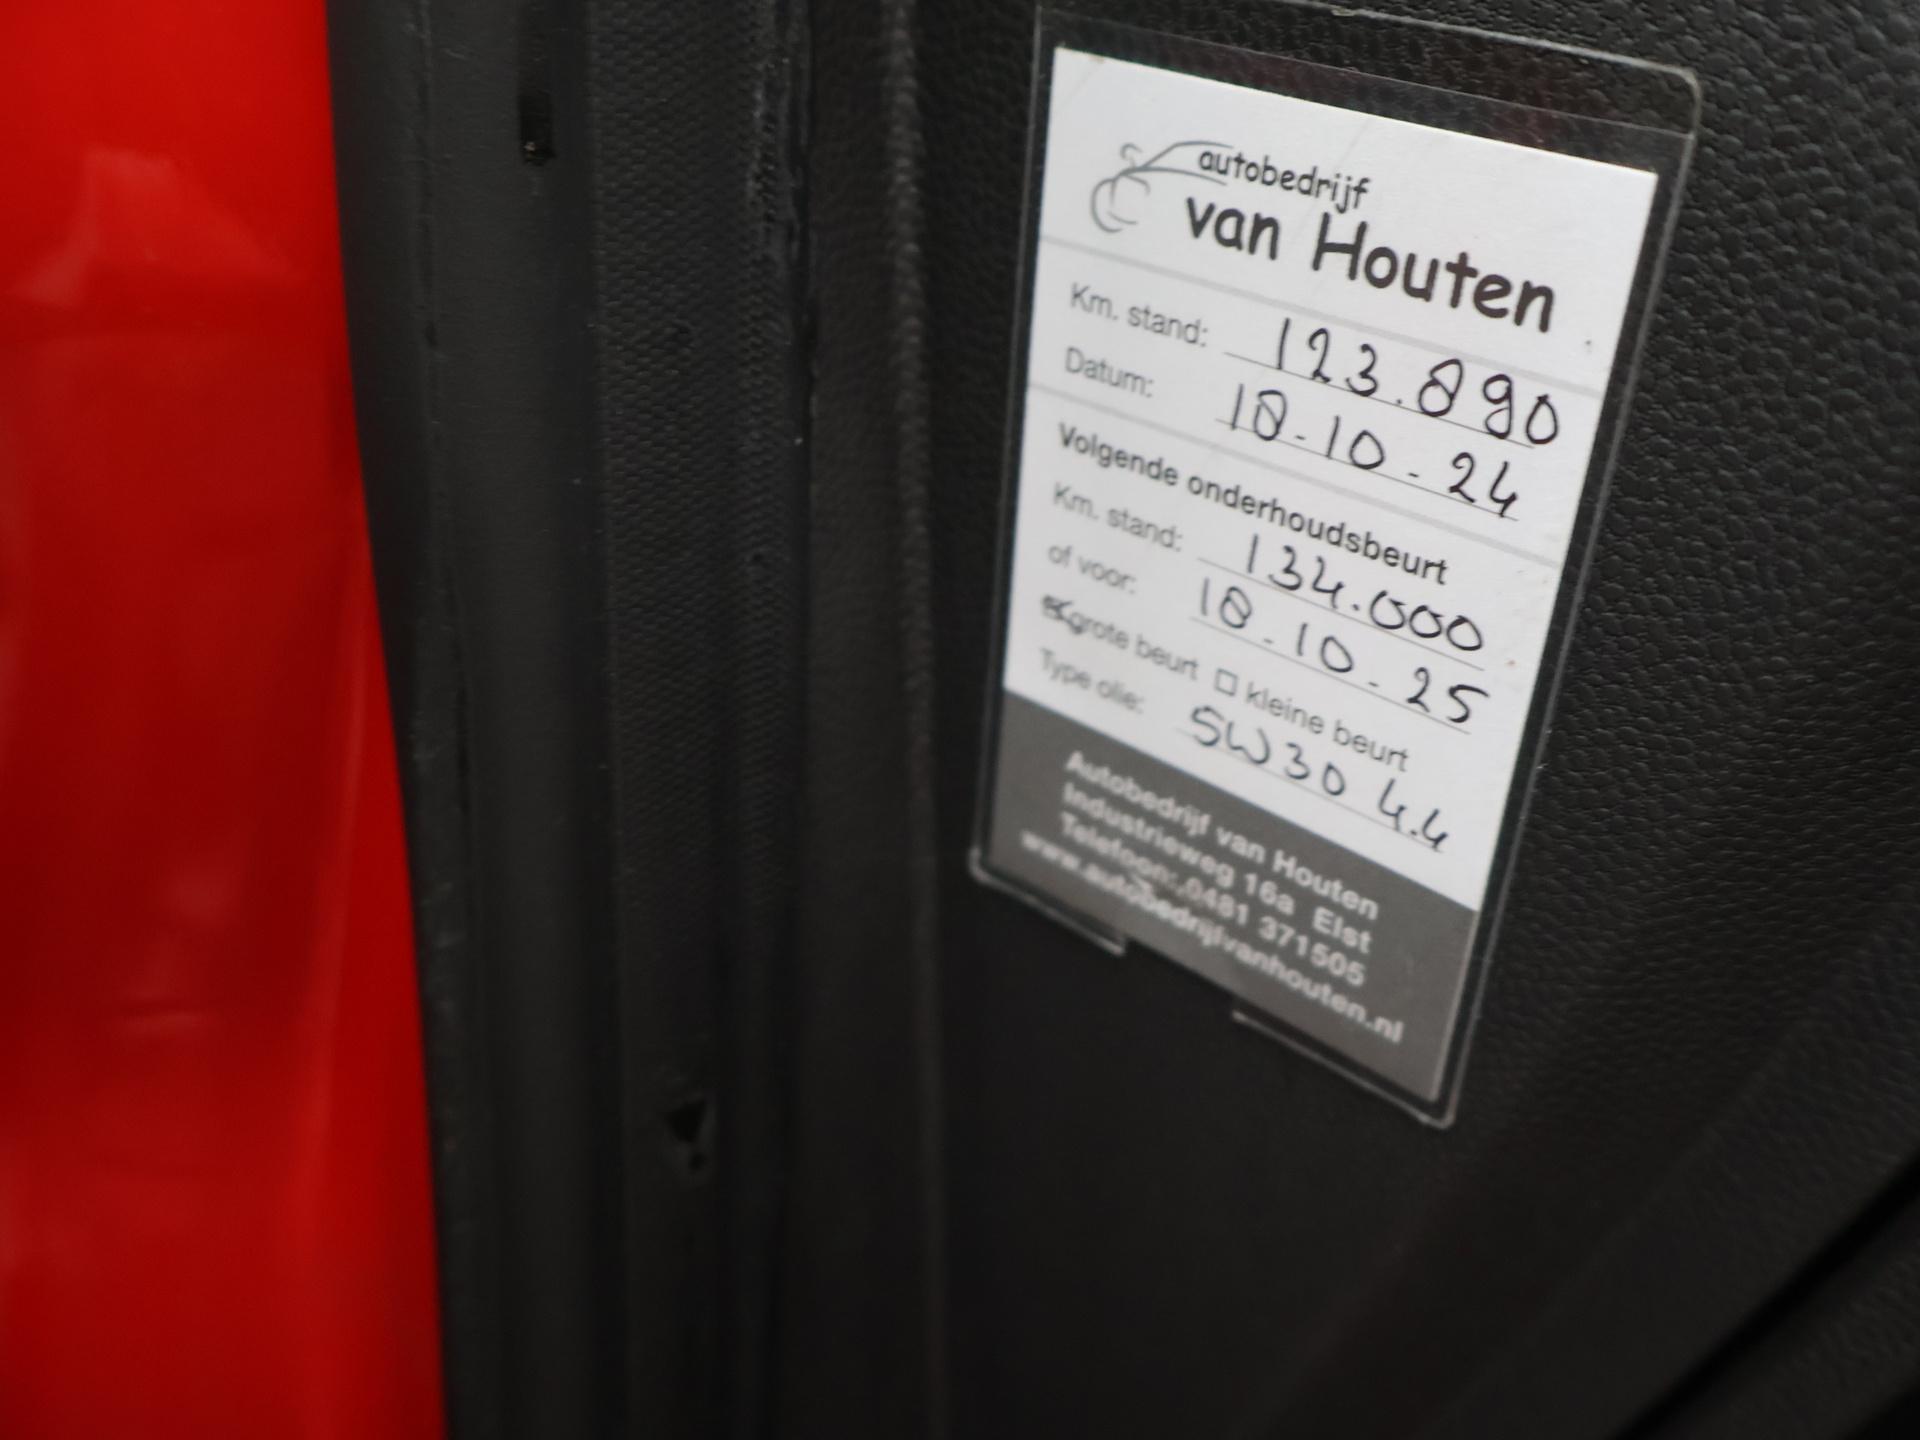 autobedrijf
van Houten
Km. stand: 123.890
Datum: 18-10-24
Volgende onderhoudsbeurt
Km. stand: 134.000
of voor: 18-10-25
grote beurt □ kleine beurt
Type olie: 5W30 4.4
Autobedrijf van Houten
Industrieweg 16a Elst
Telefoon: 0481 371505
www.autobedrijfvanhouten.nl